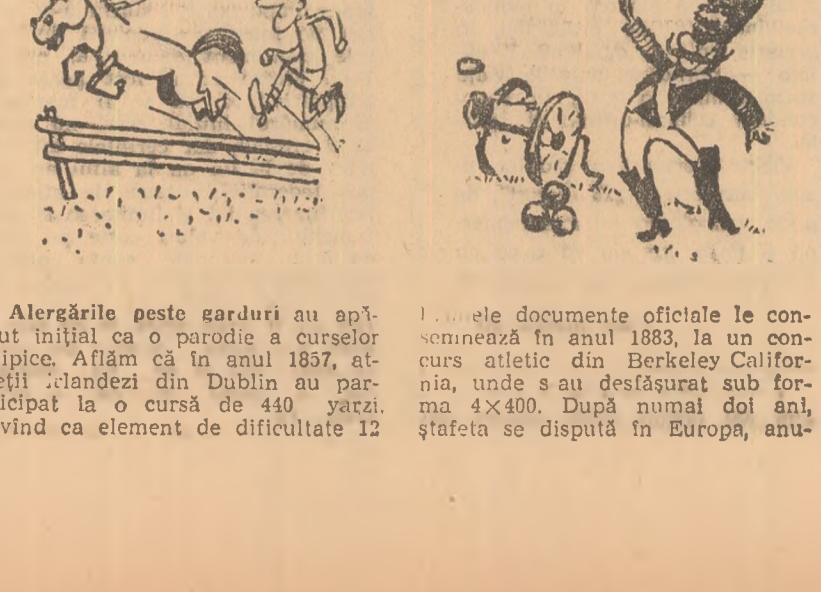 Alergările peste garduri au apă-
ut inițial ca o parodie a curselor
ipice. Aflăm că în anul 1857, at-
eții irlandezi din Dublin au par-
icipat la o cursă de 440 yarzi,
vînd ca element de dificultate 12
documente oficiale le con-
semnează în anul 1883, la un con-
curs atletic din Berkeley Califor-
nia, unde s au desfășurat sub for-
ma 4×400. După numai doi ani,
ștafeta se dispută în Europa, anu-